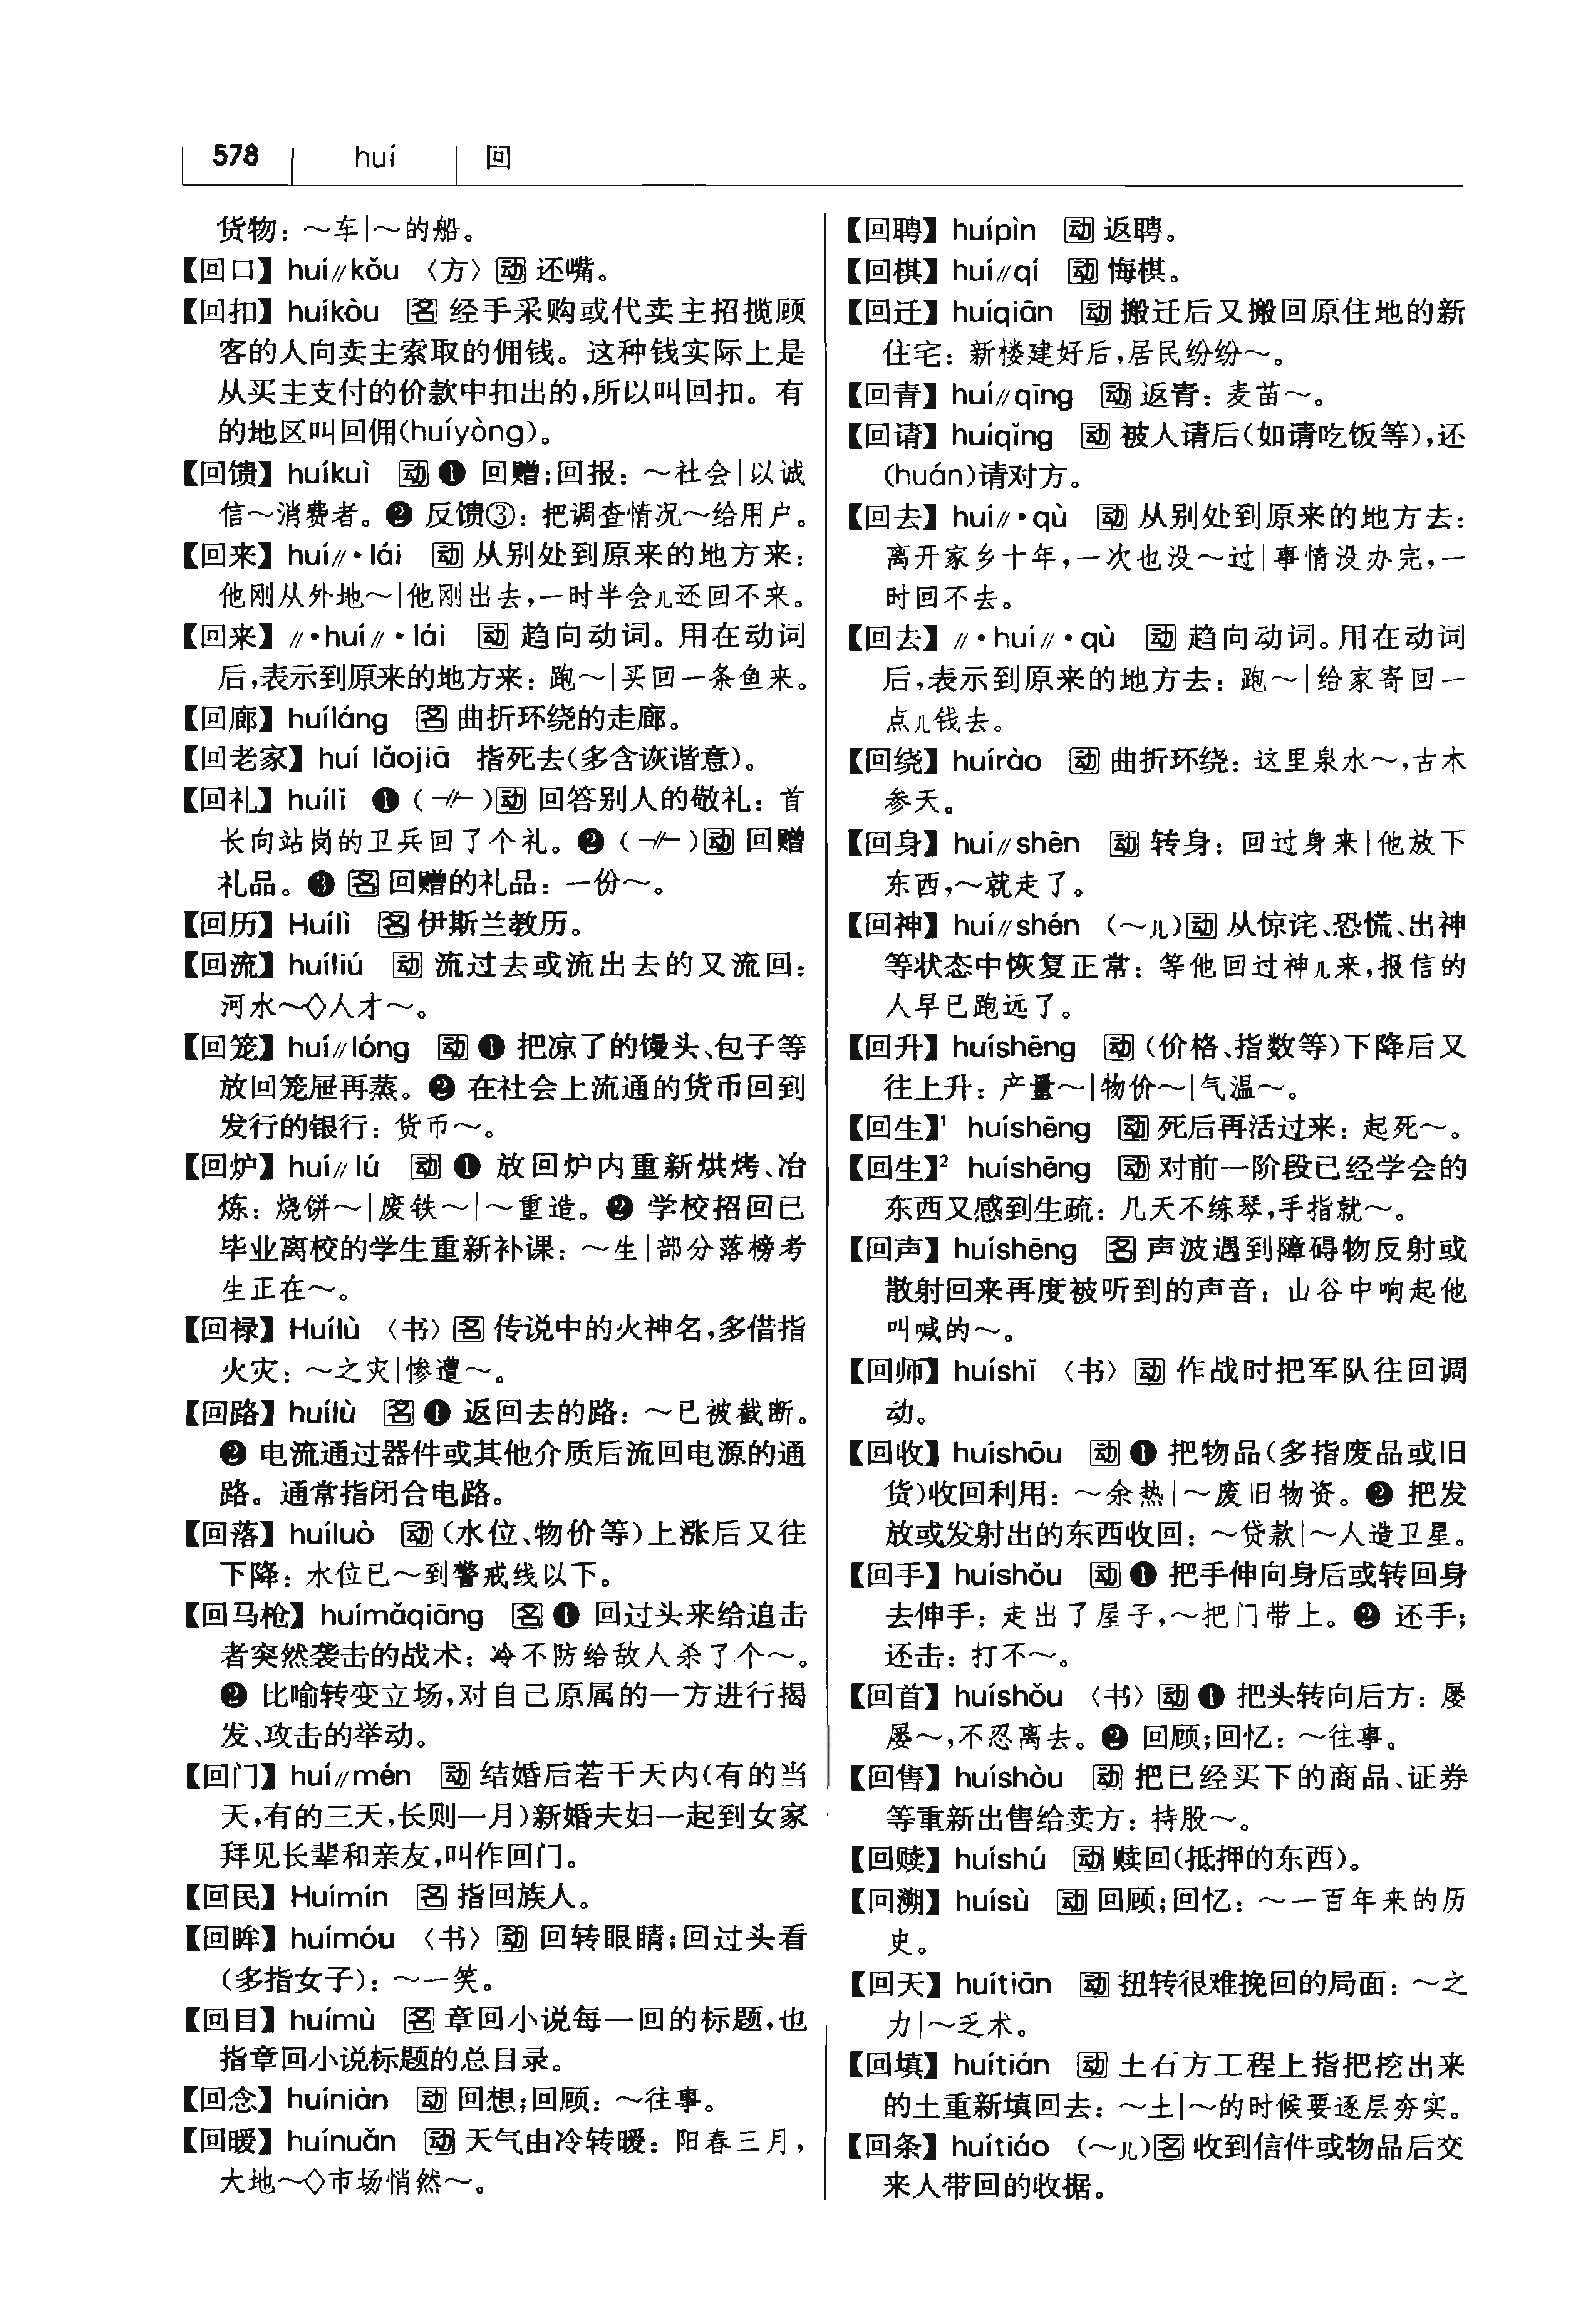 578 huí 回
货物：～车|～的船。
【回口】huí//kǒu 〈方〉动 还嘴。
【回扣】huíkòu 名 经手采购或代卖主招揽顾
客的人向卖主索取的佣钱。这种钱实际上是
从买主支付的价款中扣出的,所以叫回扣。有
的地区叫回佣(huíyòng)。
【回馈】huíkuì 动 ❶ 回赠;回报：～社会|以诚
信～消费者。❷ 反馈③：把调查情况～给用户。
【回来】huí//•lái 动 从别处到原来的地方来：
他刚从外地～|他刚出去,一时半会儿还回不来。
【回来】//•huí//•lái 动 趋向动词。用在动词
后,表示到原来的地方来：跑～|买回一条鱼来。
【回廊】huíláng 名 曲折环绕的走廊。
【回老家】huí lǎojiā 指死去(多含诙谐意)。
【回礼】huílǐ ❶ (-//-)动 回答别人的敬礼：首
长向站岗的卫兵回了个礼。❷ (-//-)动 回赠
礼品。❸ 名 回赠的礼品：一份～。
【回历】Huílì 名 伊斯兰教历。
【回流】huíliú 动 流过去或流出去的又流回：
河水～◇人才～。
【回笼】huí//lóng 动 ❶ 把凉了的馒头、包子等
放回笼屉再蒸。❷ 在社会上流通的货币回到
发行的银行：货币～。
【回炉】huí//lú 动 ❶ 放回炉内重新烘烤、冶
炼：烧饼～|废铁～|～重造。❷ 学校招回已
毕业离校的学生重新补课：～生|部分落榜考
生正在～。
【回禄】Huílù 〈书〉名 传说中的火神名,多借指
火灾：～之灾|惨遭～。
【回路】huílù 名 ❶ 返回去的路：～已被截断。
❷ 电流通过器件或其他介质后流回电源的通
路。通常指闭合电路。
【回落】huíluò 动 (水位、物价等)上涨后又往
下降：水位已～到警戒线以下。
【回马枪】huímǎqiāng 名 ❶ 回过头来给追击
者突然袭击的战术：冷不防给敌人杀了个～。
❷ 比喻转变立场,对自己原属的一方进行揭
发、攻击的举动。
【回门】huí//mén 动 结婚后若干天内(有的当
天,有的三天,长则一月)新婚夫妇一起到女家
拜见长辈和亲友,叫作回门。
【回民】Huímín 名 指回族人。
【回眸】huímóu 〈书〉动 回转眼睛;回过头看
(多指女子)：～一笑。
【回目】huímù 名 章回小说每一回的标题,也
指章回小说标题的总目录。
【回念】huíniàn 动 回想;回顾：～往事。
【回暖】huínuǎn 动 天气由冷转暖：阳春三月,
大地～◇市场悄然～。
【回聘】huípìn 动 返聘。
【回棋】huí//qí 动 悔棋。
【回迁】huíqiān 动 搬迁后又搬回原住地的新
住宅：新楼建好后,居民纷纷～。
【回青】huí//qīng 动 返青：麦苗～。
【回请】huíqǐng 动 被人请后(如请吃饭等),还
(huán)请对方。
【回去】huí//•qù 动 从别处到原来的地方去：
离开家乡十年,一次也没～过|事情没办完,一
时回不去。
【回去】//•huí//•qù 动 趋向动词。用在动词
后,表示到原来的地方去：跑～|给家寄回一
点儿钱去。
【回绕】huírào 动 曲折环绕：这里泉水～,古木
参天。
【回身】huí//shēn 动 转身：回过身来|他放下
东西,～就走了。
【回神】huí//shén (～儿)动 从惊诧、恐慌、出神
等状态中恢复正常：等他回过神儿来,报信的
人早已跑远了。
【回升】huíshēng 动 (价格、指数等)下降后又
往上升：产量～|物价～|气温～。
【回生】¹ huíshēng 动 死后再活过来：起死～。
【回生】² huíshēng 动 对前一阶段已经学会的
东西又感到生疏：几天不练琴,手指就～。
【回声】huíshēng 名 声波遇到障碍物反射或
散射回来再度被听到的声音：山谷中响起他
叫喊的～。
【回师】huíshī 〈书〉动 作战时把军队往回调
动。
【回收】huíshōu 动 ❶ 把物品(多指废品或旧
货)收回利用：～余热|～废旧物资。❷ 把发
放或发射出的东西收回：～贷款|～人造卫星。
【回手】huíshǒu 动 ❶ 把手伸向身后或转回身
去伸手：走出了屋子,～把门带上。❷ 还手;
还击：打不～。
【回首】huíshǒu 〈书〉动 ❶ 把头转向后方：屡
屡～,不忍离去。❷ 回顾;回忆：～往事。
【回售】huíshòu 动 把已经买下的商品、证券
等重新出售给卖方：持股～。
【回赎】huíshú 动 赎回(抵押的东西)。
【回溯】huísù 动 回顾;回忆：～一百年来的历
史。
【回天】huítiān 动 扭转很难挽回的局面：～之
力|～乏术。
【回填】huítián 动 土石方工程上指把挖出来
的土重新填回去：～土|～的时候要逐层夯实。
【回条】huítiáo (～儿)名 收到信件或物品后交
来人带回的收据。